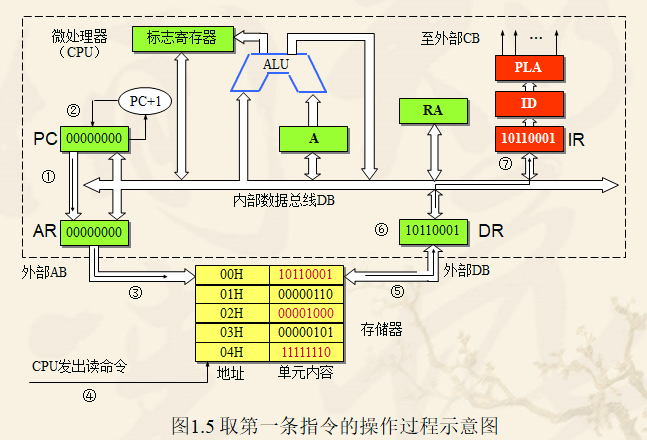 微处理器
(CPU)
标志寄存器
ALU
至外部CB
…
PLA
ID
②
PC+1
PC
00000000
A
RA
10110001
IR
⑦
①
内部数据总线DB
AR
00000000
⑥
10110001
DR
外部AB
③
⑤
外部DB
00H 10110001
01H 00000110
02H 00001000
03H 00000101
04H 11111110
存储器
CPU发出读命令
④
地址 单元内容
图1.5 取第一条指令的操作过程示意图